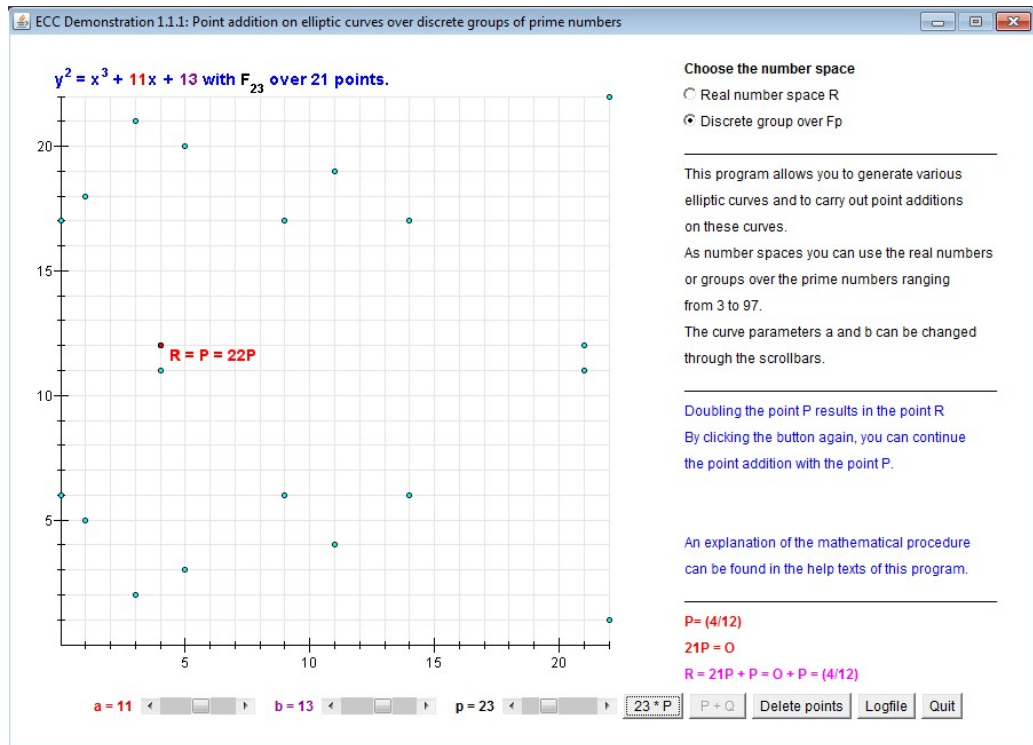 ECC Demonstration 1.1.1: Point addition on elliptic curves over discrete groups of prime numbers
y² = x³ + 11x + 13 with F₂₃ over 21 points.
20
15
10
5
5
10
15
20
R = P = 22P
Choose the number space
Real number space R
Discrete group over Fp
This program allows you to generate various
elliptic curves and to carry out point additions
on these curves.
As number spaces you can use the real numbers
or groups over the prime numbers ranging
from 3 to 97.
The curve parameters a and b can be changed
through the scrollbars.
Doubling the point P results in the point R
By clicking the button again, you can continue
the point addition with the point P.
An explanation of the mathematical procedure
can be found in the help texts of this program.
P= (4/12)
21P = O
R = 21P + P = O + P = (4/12)
a = 11 b = 13 p = 23 23 * P P + Q Delete points Logfile Quit